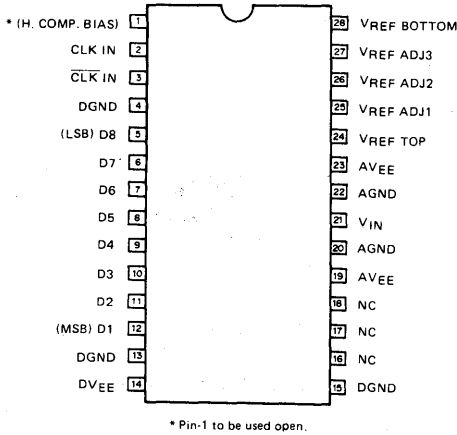 * (H. COMP. BIAS) 1 28 VREF BOTTOM
CLK IN 2 27 VREF ADJ3
CLK IN 3 26 VREF ADJ2
DGND 4 25 VREF ADJ1
(LSB) D8 5 24 VREF TOP
D7 6 23 AVEE
D6 7 22 AGND
D5 8 21 VIN
D4 9 20 AGND
D3 10 19 AVEE
D2 11 18 NC
(MSB) D1 12 17 NC
DGND 13 16 NC
DVEE 14 15 DGND
* Pin-1 to be used open.